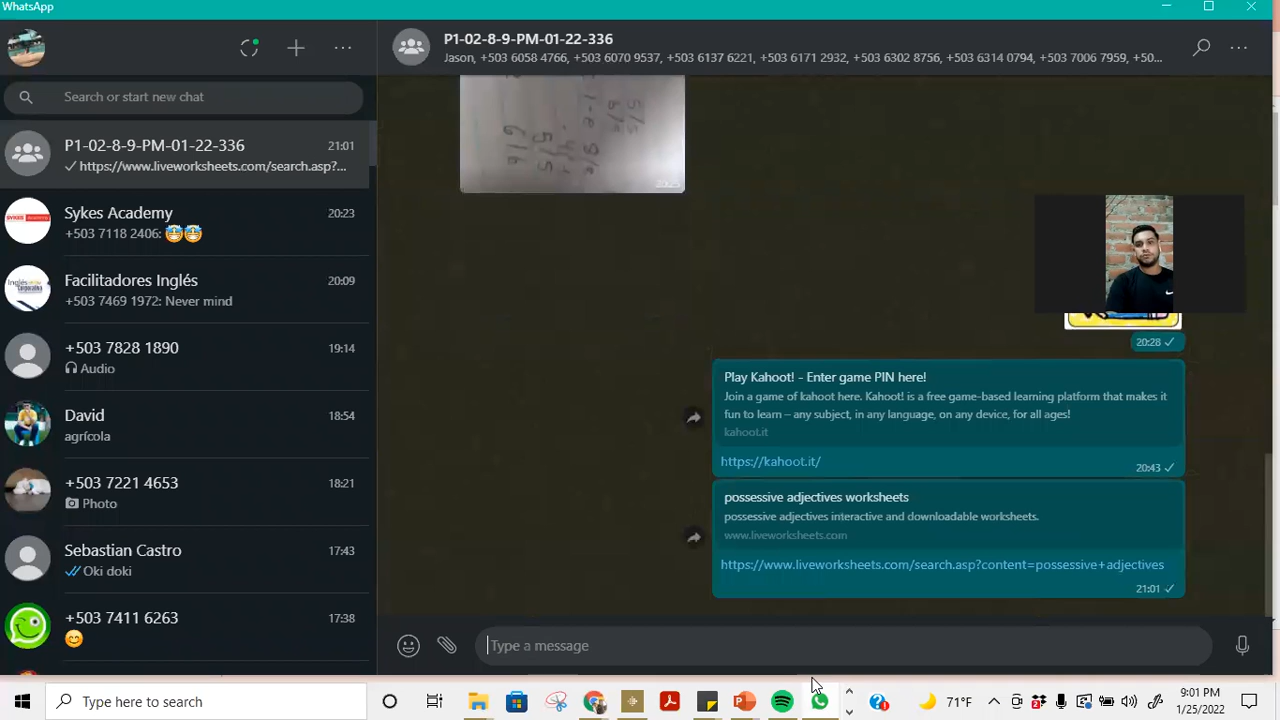 WhatsApp
P1-02-8-9-PM-01-22-336
Jason, +503 6058 4766, +503 6070 9537, +503 6137 6221, +503 6171 2932, +503 6302 8756, +503 6314 0794, +503 7006 7959, +50...
Search or start new chat
P1-02-8-9-PM-01-22-336
21:01
https://www.liveworksheets.com/search.asp?...
Sykes Academy
20:23
+503 7118 2406:
Facilitadores Inglés
20:09
+503 7469 1972: Never mind
+503 7828 1890
19:14
Audio
David
18:54
agrícola
+503 7221 4653
18:21
Photo
Sebastian Castro
17:43
Oki doki
+503 7411 6263
17:38
20:28
Play Kahoot! - Enter game PIN here!
Join a game of kahoot here. Kahoot! is a free game-based learning platform that makes it
fun to learn – any subject, in any language, on any device, for all ages!
kahoot.it
https://kahoot.it/
20:43
possessive adjectives worksheets
possessive adjectives interactive and downloadable worksheets.
www.liveworksheets.com
https://www.liveworksheets.com/search.asp?content=possessive+adjectives
21:01
Type a message
Type here to search
71°F
9:01 PM
1/25/2022